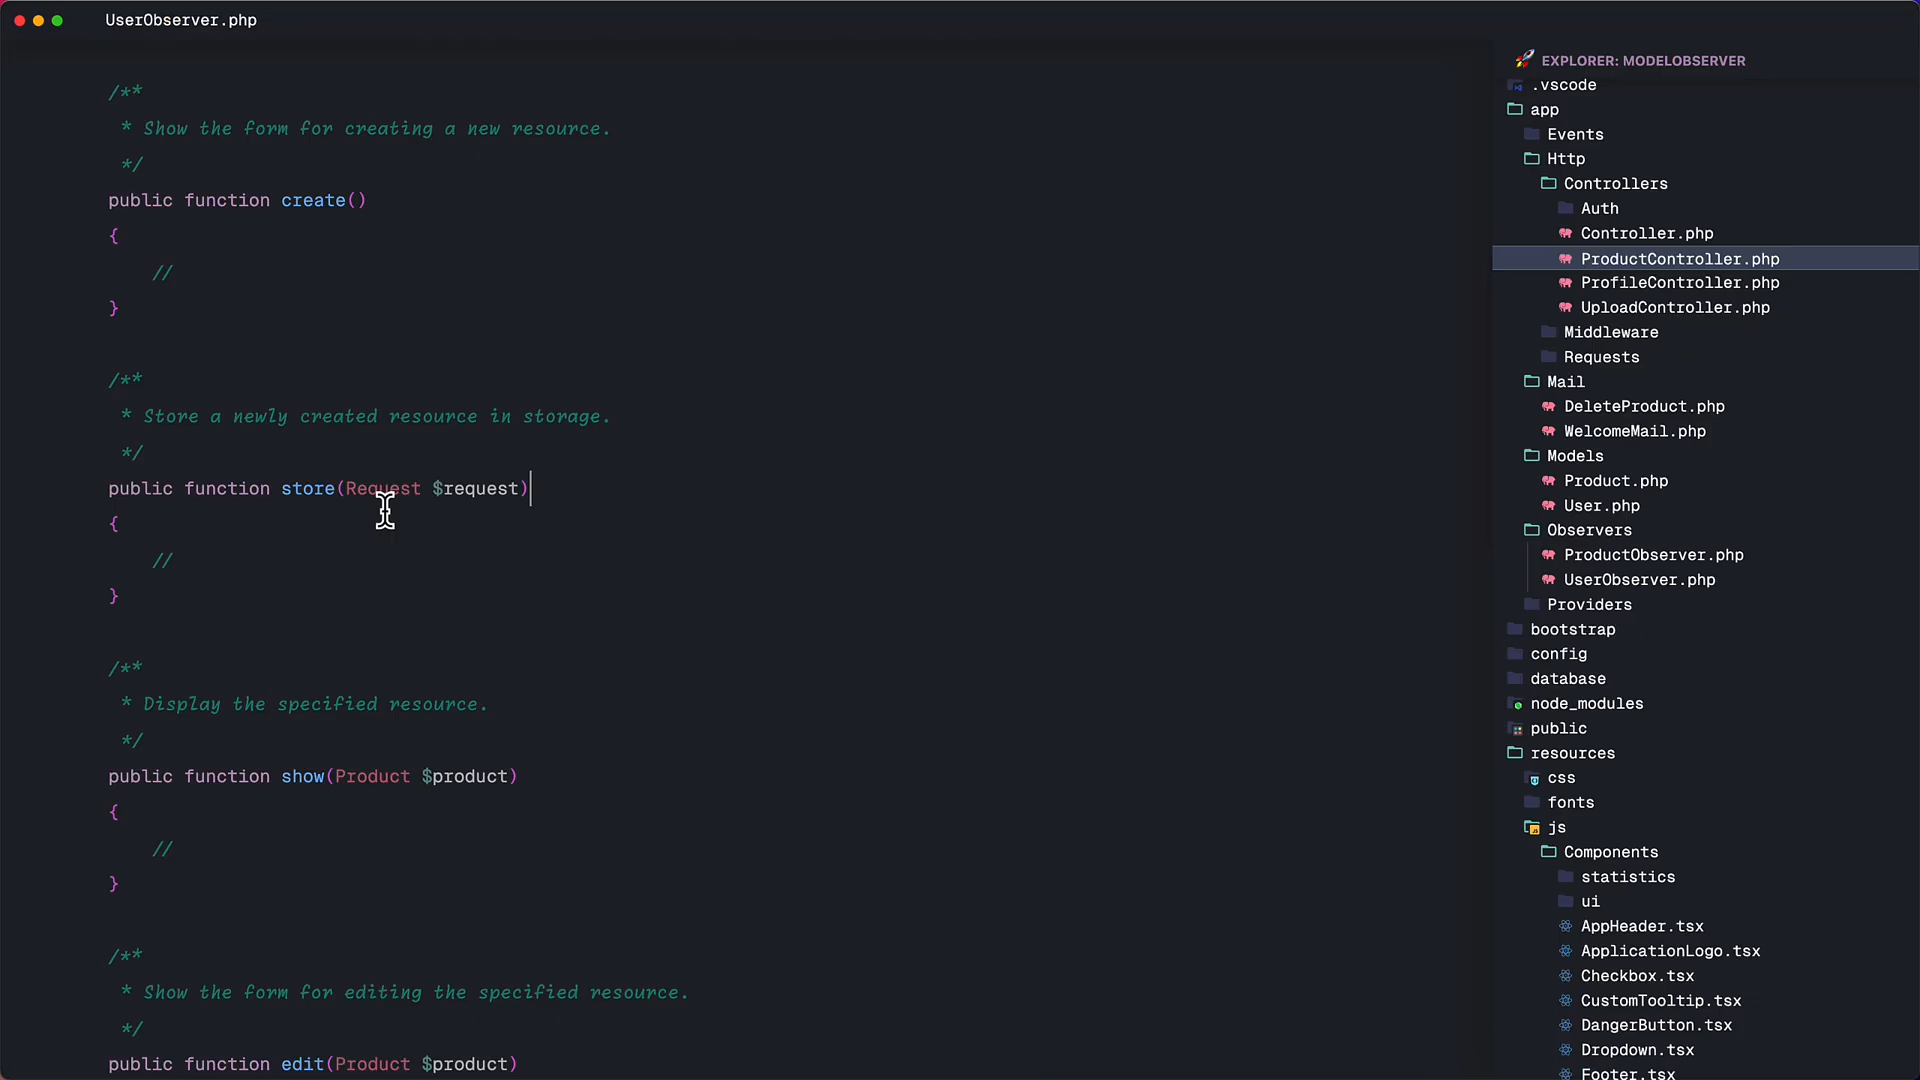 UserObserver.php
/**
* Show the form for creating a new resource.
*/
public function create()
{
//
}
/**
* Store a newly created resource in storage.
*/
public function store(Request $request)
{
//
}
/**
* Display the specified resource.
*/
public function show(Product $product)
{
//
}
/**
* Show the form for editing the specified resource.
*/
public function edit(Product $product)
EXPLORER: MODELOBSERVER
.vscode
app
Events
Http
Controllers
Auth
Controller.php
ProductController.php
ProfileController.php
UploadController.php
Middleware
Requests
Mail
DeleteProduct.php
WelcomeMail.php
Models
Product.php
User.php
Observers
ProductObserver.php
UserObserver.php
Providers
bootstrap
config
database
node_modules
public
resources
css
fonts
js
Components
statistics
ui
AppHeader.tsx
ApplicationLogo.tsx
Checkbox.tsx
CustomTooltip.tsx
DangerButton.tsx
Dropdown.tsx
Footer.tsx